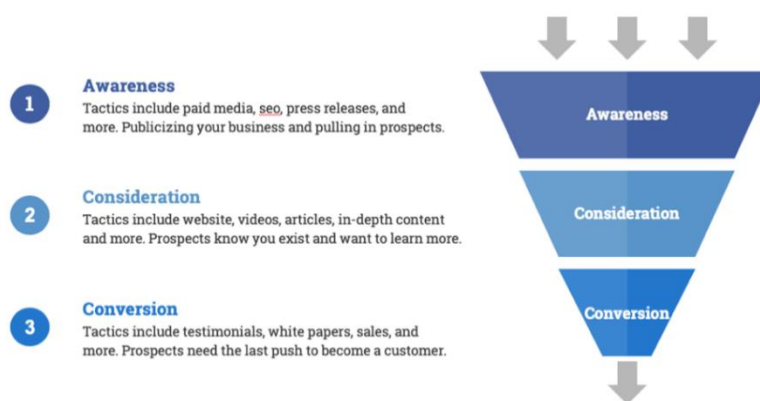 1
Awareness
Tactics include paid media, seo, press releases, and
more. Publicizing your business and pulling in prospects.
2
Consideration
Tactics include website, videos, articles, in-depth content
and more. Prospects know you exist and want to learn more.
3
Conversion
Tactics include testimonials, white papers, sales, and
more. Prospects need the last push to become a customer.
Awareness
Consideration
Conversion